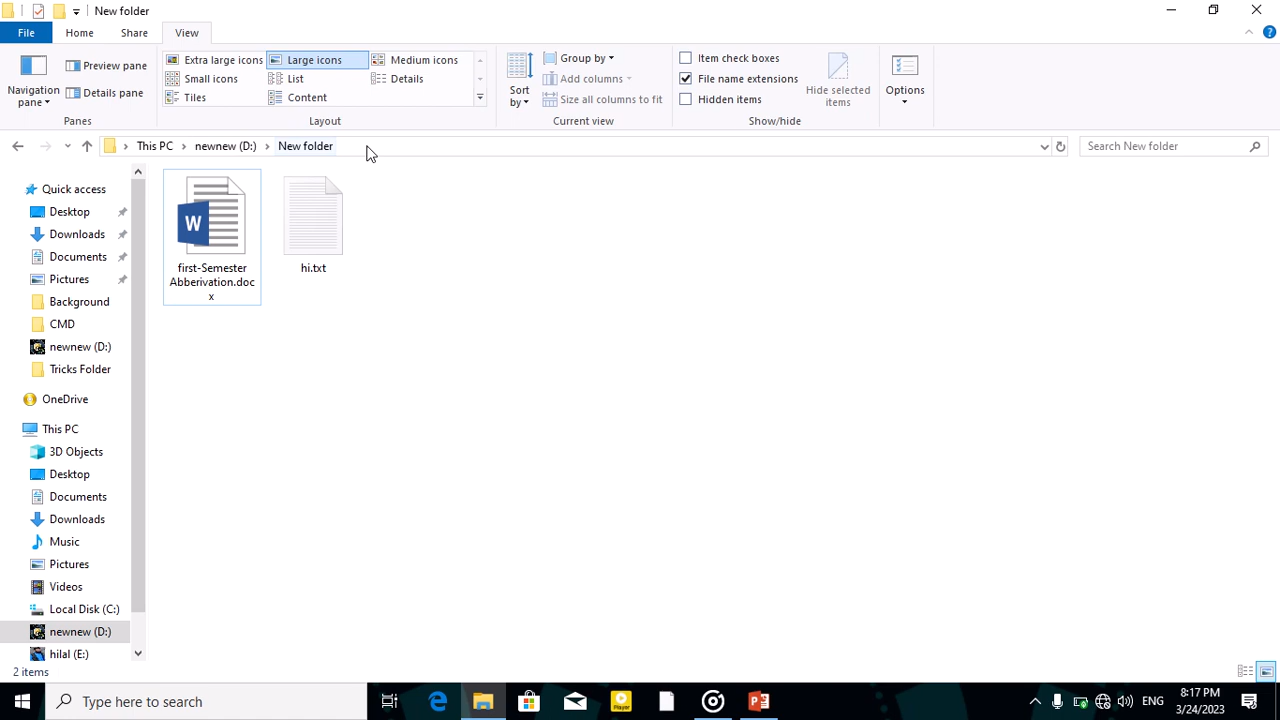 New folder
File
Home
Share
View
Navigation
pane
Preview pane
Details pane
Panes
Extra large icons
Large icons
Medium icons
Small icons
List
Details
Tiles
Content
Layout
Sort
by
Group by
Add columns
Size all columns to fit
Current view
Item check boxes
File name extensions
Hidden items
Hide selected
items
Show/hide
Options
This PC
newnew (D:)
New folder
Search New folder
Quick access
Desktop
Downloads
Documents
Pictures
Background
CMD
newnew (D:)
Tricks Folder
OneDrive
This PC
3D Objects
Desktop
Documents
Downloads
Music
Pictures
Videos
Local Disk (C:)
newnew (D:)
hilal (E:)
W
first-Semester
Abberivation.doc
x
hi.txt
2 items
Type here to search
Player
ENG
8:17 PM
3/24/2023